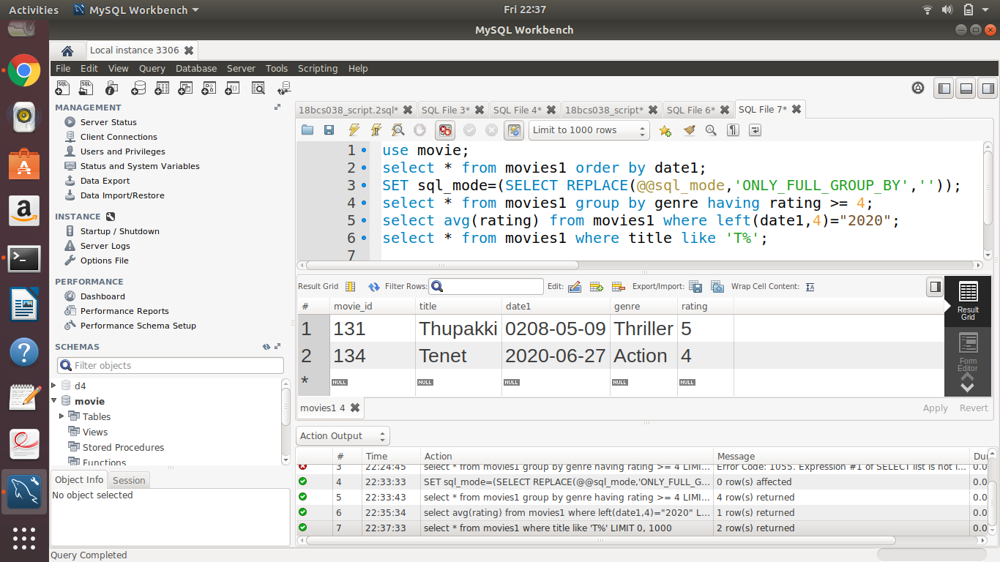 Activities MySQL Workbench Fri 22:37
MySQL Workbench
Local instance 3306
File Edit View Query Database Server Tools Scripting Help
MANAGEMENT
Server Status
Client Connections
Users and Privileges
Status and System Variables
Data Export
Data Import/Restore
INSTANCE
Startup / Shutdown
Server Logs
Options File
PERFORMANCE
Dashboard
Performance Reports
Performance Schema Setup
SCHEMAS
Filter objects
d4
movie
Tables
Views
Stored Procedures
Functions
Object Info Session
No object selected
18bcs038_script.2sql* SQL File 3* SQL File 4* 18bcs038_script* SQL File 6* SQL File 7*
Limit to 1000 rows
1 use movie;
2 select * from movies1 order by date1;
3 SET sql_mode=(SELECT REPLACE(@@sql_mode,'ONLY_FULL_GROUP_BY',''));
4 select * from movies1 group by genre having rating >= 4;
5 select avg(rating) from movies1 where left(date1,4)="2020";
6 select * from movies1 where title like 'T%';
7
Result Grid Filter Rows: Edit: Export/Import: Wrap Cell Content:
# movie_id title date1 genre rating
1 131 Thupakki 0208-05-09 Thriller 5
2 134 Tenet 2020-06-27 Action 4
* NULL NULL NULL NULL NULL
Result
Grid
Form
Editor
movies1 4 Apply Revert
Action Output
# Time Action Message Dur
3 22:24:45 select * from movies1 group by genre having rating >= 4 LIMI... Error Code: 1055. Expression #1 of SELECT list is not i... 0.0
4 22:33:33 SET sql_mode=(SELECT REPLACE(@@sql_mode,'ONLY_FULL_G... 0 row(s) affected 0.0
5 22:33:43 select * from movies1 group by genre having rating >= 4 LIMI... 4 row(s) returned 0.0
6 22:35:34 select avg(rating) from movies1 where left(date1,4)="2020" L... 1 row(s) returned 0.0
7 22:37:33 select * from movies1 where title like 'T%' LIMIT 0, 1000 2 row(s) returned 0.0
Query Completed